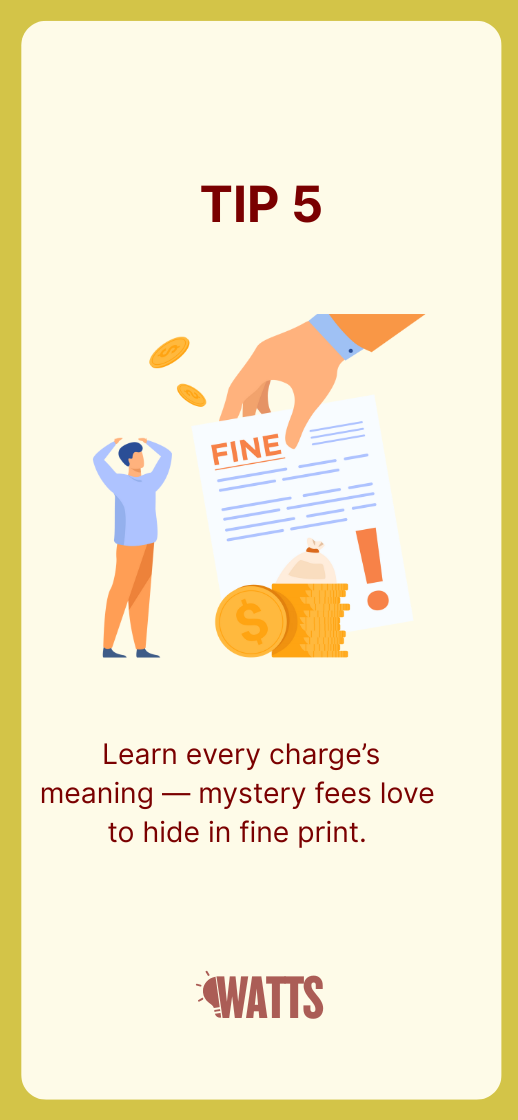 TIP 5
FINE
!
$
Learn every charge’s
meaning — mystery fees love
to hide in fine print.
WATTS